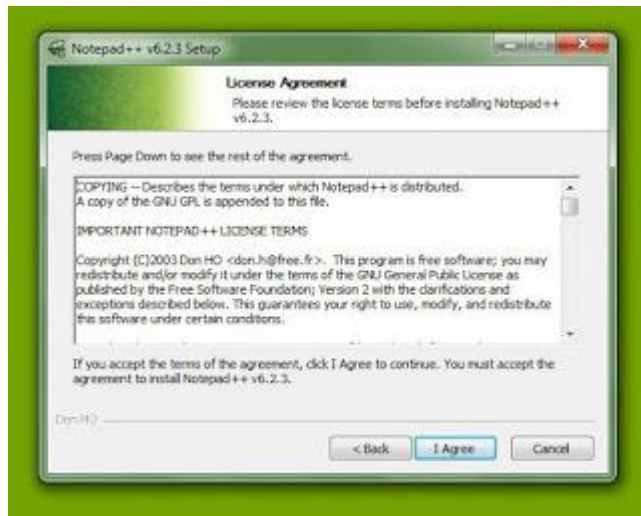 Notepad++ v6.2.3 Setup
License Agreement
Please review the license terms before installing Notepad++
v6.2.3.
Press Page Down to see the rest of the agreement.
COPYING -- Describes the terms under which Notepad++ is distributed.
A copy of the GNU GPL is appended to this file.
IMPORTANT NOTEPAD++ LICENSE TERMS
Copyright (C)2003 Don HO <don.h@free.fr>. This program is free software; you may
redistribute and/or modify it under the terms of the GNU General Public License as
published by the Free Software Foundation; Version 2 with the clarifications and
exceptions described below. This guarantees your right to use, modify, and redistribute
this software under certain conditions.
If you accept the terms of the agreement, click I Agree to continue. You must accept the
agreement to install Notepad++ v6.2.3.
Don HO
< Back
I Agree
Cancel